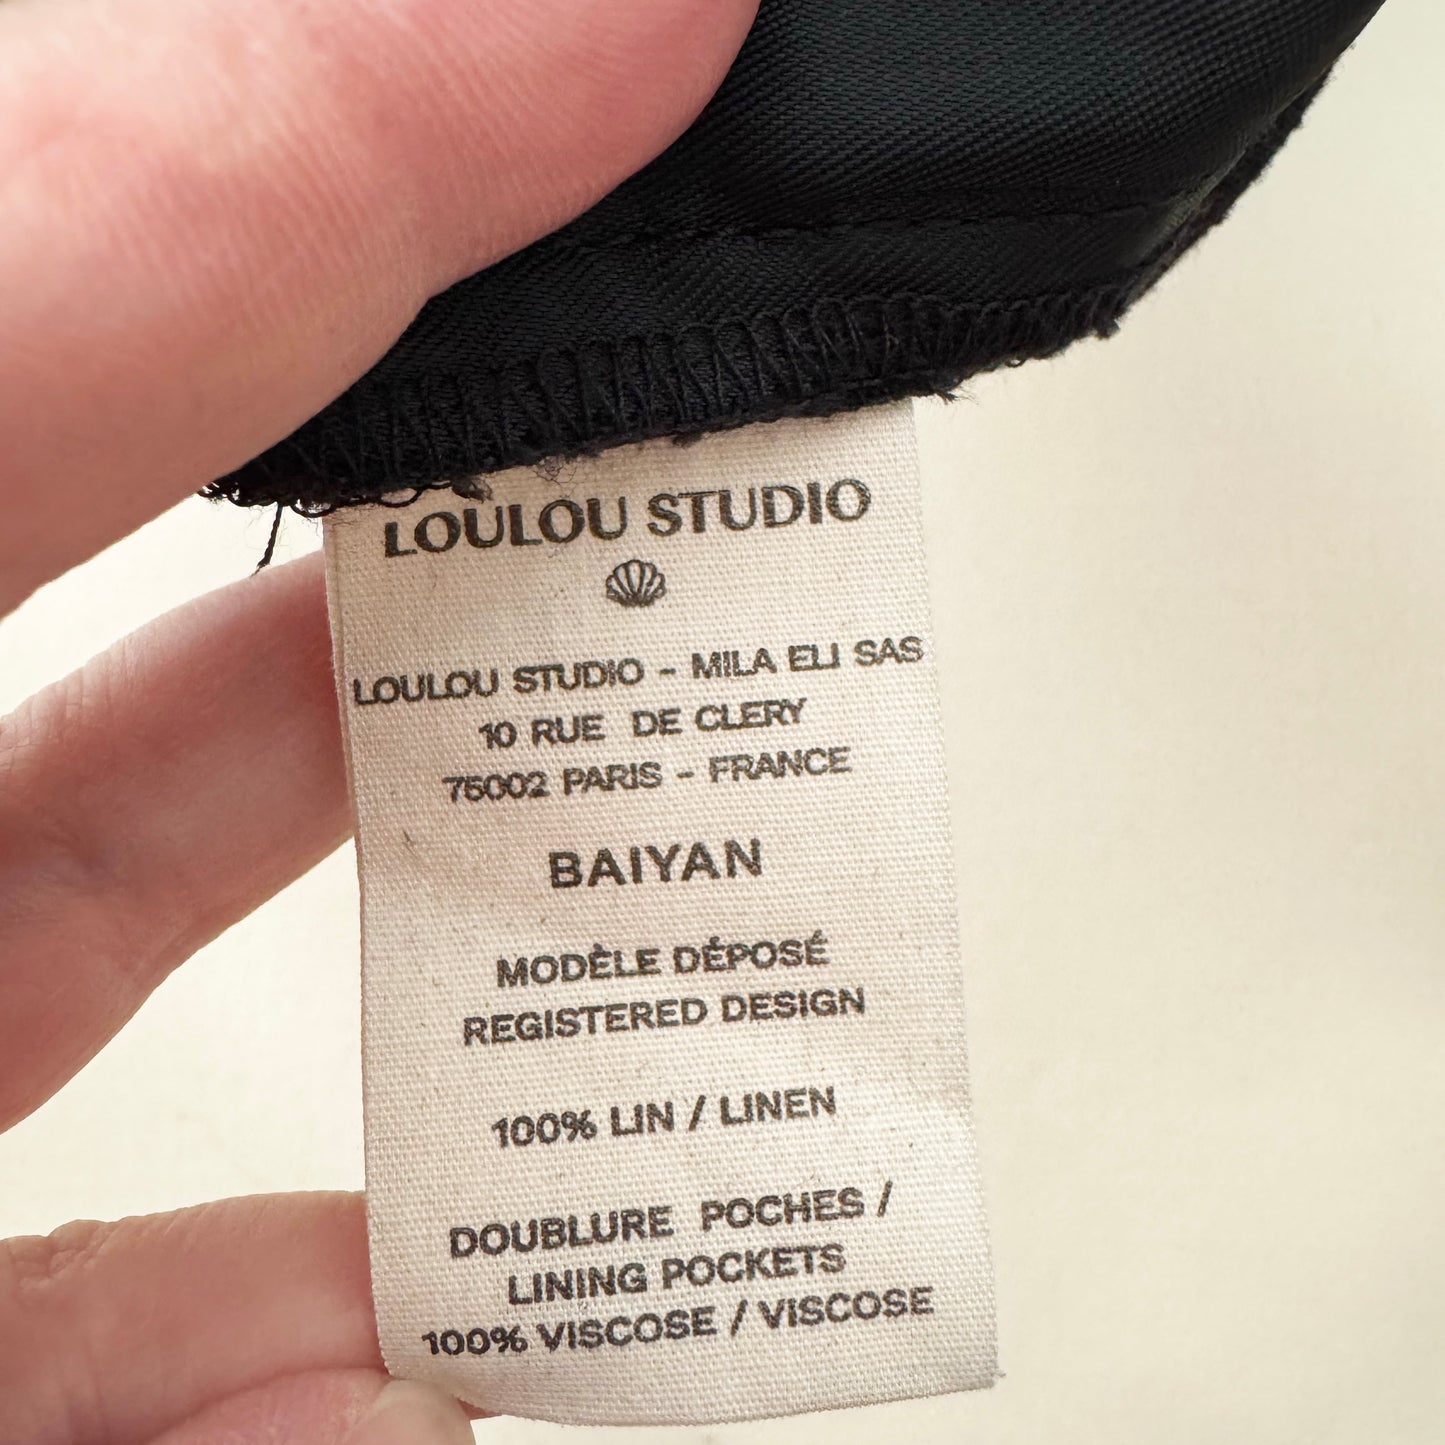 LOULOU STUDIO
LOULOU STUDIO - MILA ELI SAS
10 RUE DE CLERY
75002 PARIS - FRANCE
BAIYAN
MODÈLE DÉPOSÉ
REGISTERED DESIGN
100% LIN / LINEN
DOUBLURE POCHES /
LINING POCKETS
100% VISCOSE / VISCOSE